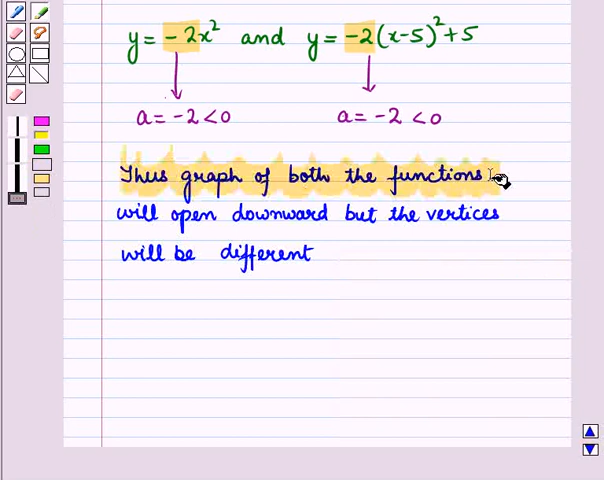 y = -2x² and y = -2(x-5)²+5
a = -2 < 0 a = -2 < 0
Thus graph of both the functions
will open downward but the vertices
will be different